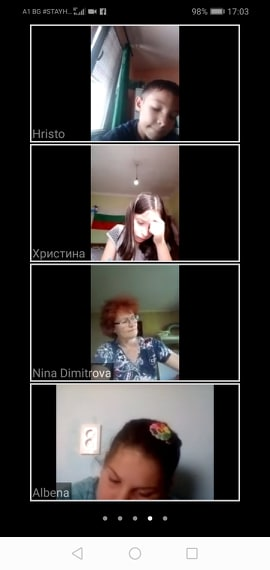 A1 BG #STAYH...
98% 17:03
Hristo
Христина
Nina Dimitrova
Albena